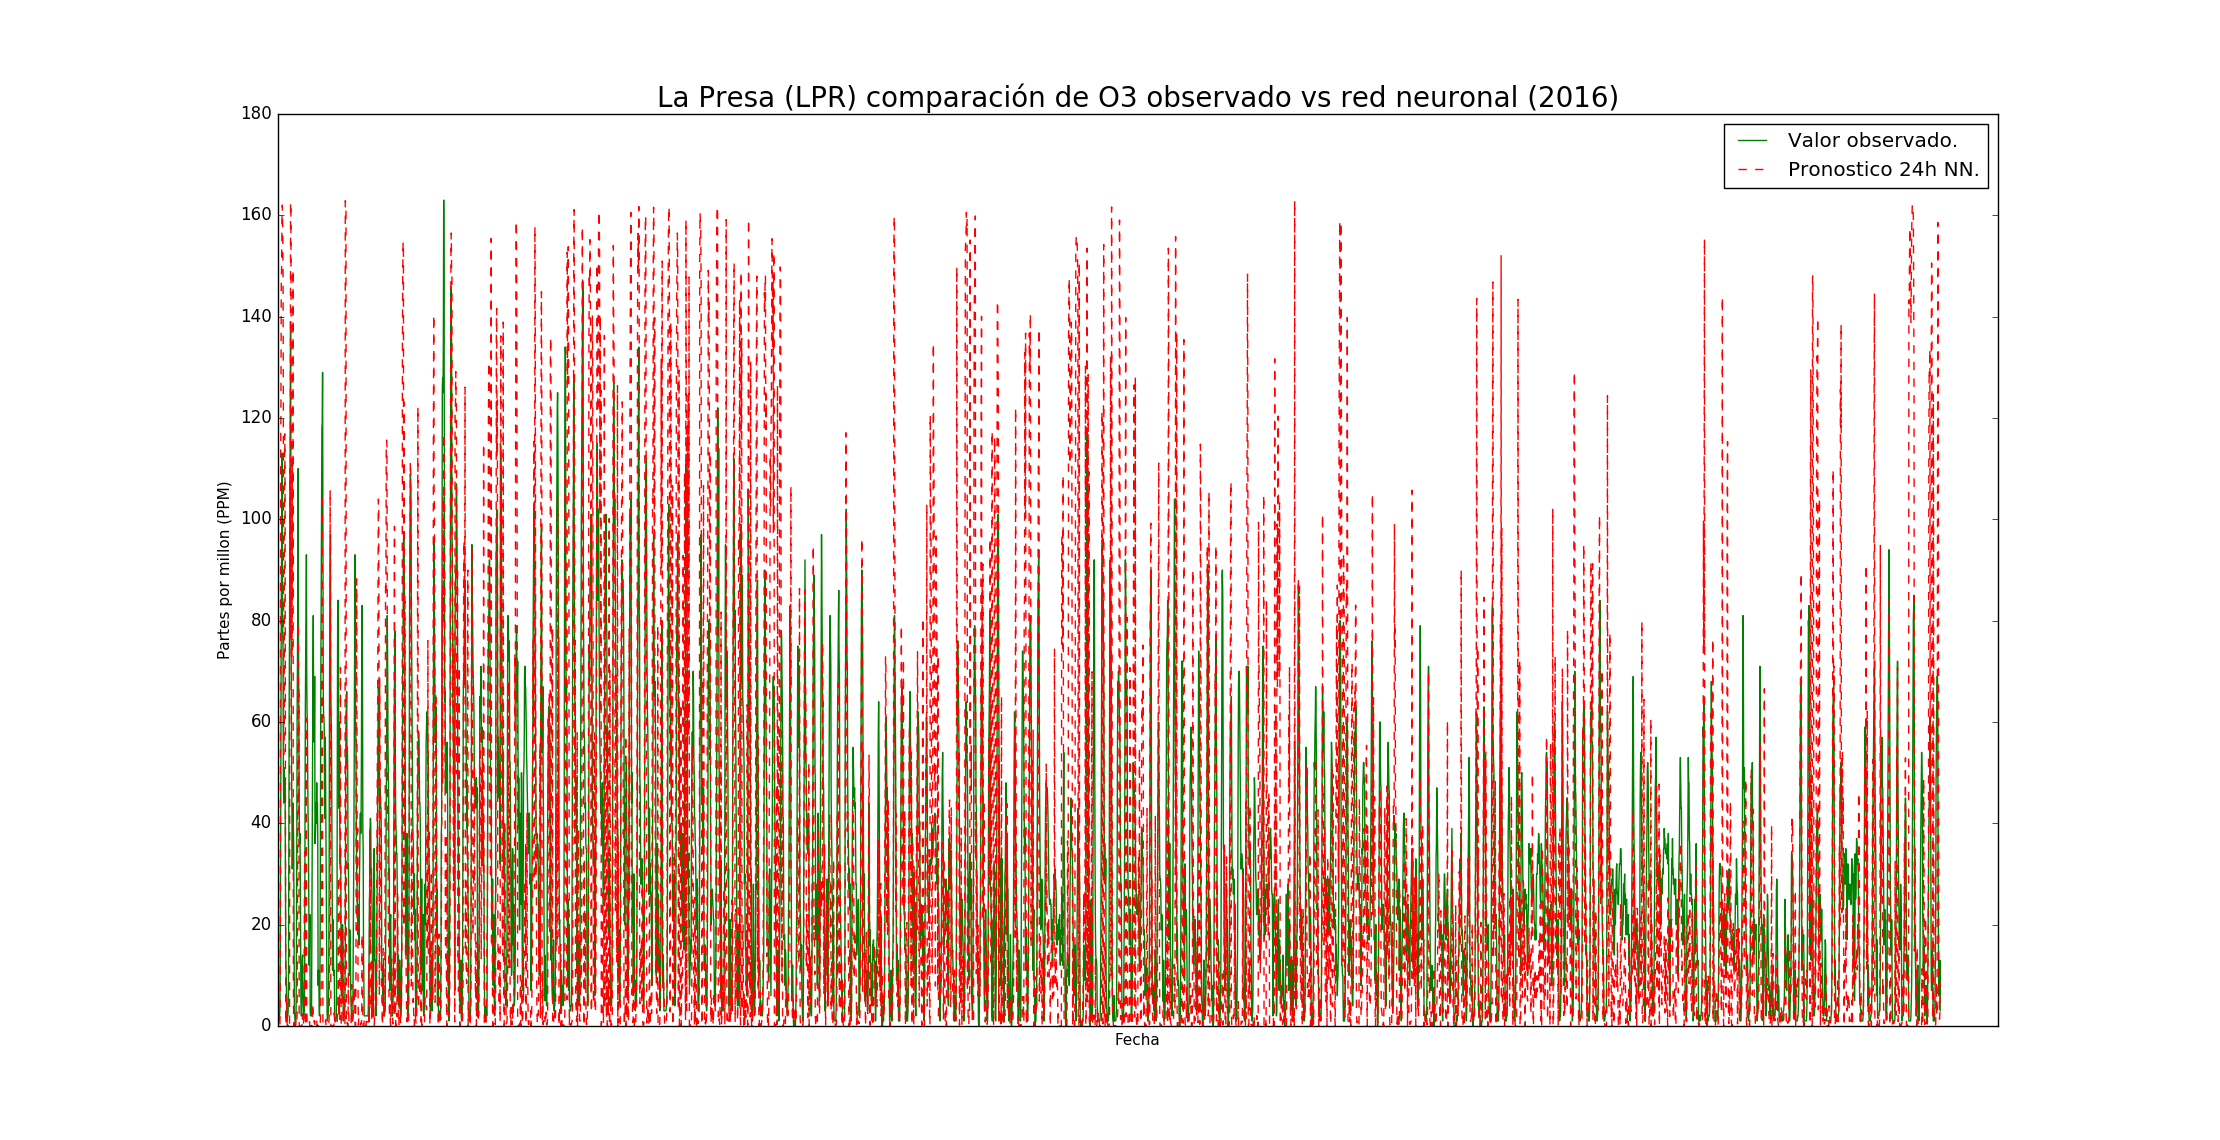 La Presa (LPR) comparación de O3 observado vs red neuronal (2016)
180
160
140
120
100
80
60
40
20
0
Partes por millon (PPM)
Valor observado.
Pronostico 24h NN.
Fecha